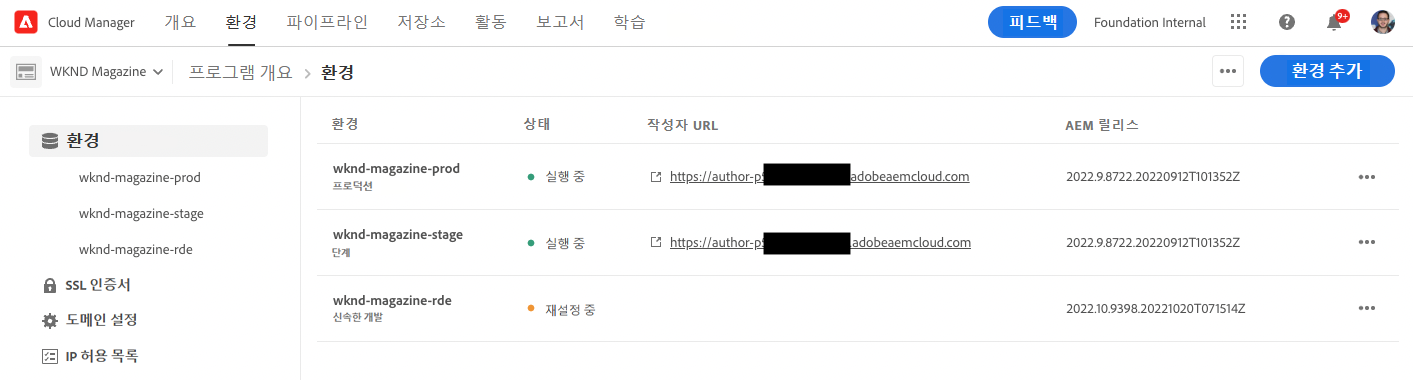 Cloud Manager 개요 환경 파이프라인 저장소 활동 보고서 학습 피드백 Foundation Internal 9+
WKND Magazine 프로그램 개요 > 환경 ••• 환경 추가
환경
wknd-magazine-prod
wknd-magazine-stage
wknd-magazine-rde
SSL 인증서
도메인 설정
IP 허용 목록
환경 상태 작성자 URL AEM 릴리스
wknd-magazine-prod
프로덕션
실행 중 https://author-p5 adobeaemcloud.com 2022.9.8722.20220912T101352Z
wknd-magazine-stage
단계
실행 중 https://author-p5 .adobeaemcloud.com 2022.9.8722.20220912T101352Z
wknd-magazine-rde
신속한 개발
재설정 중 2022.10.9398.20221020T071514Z